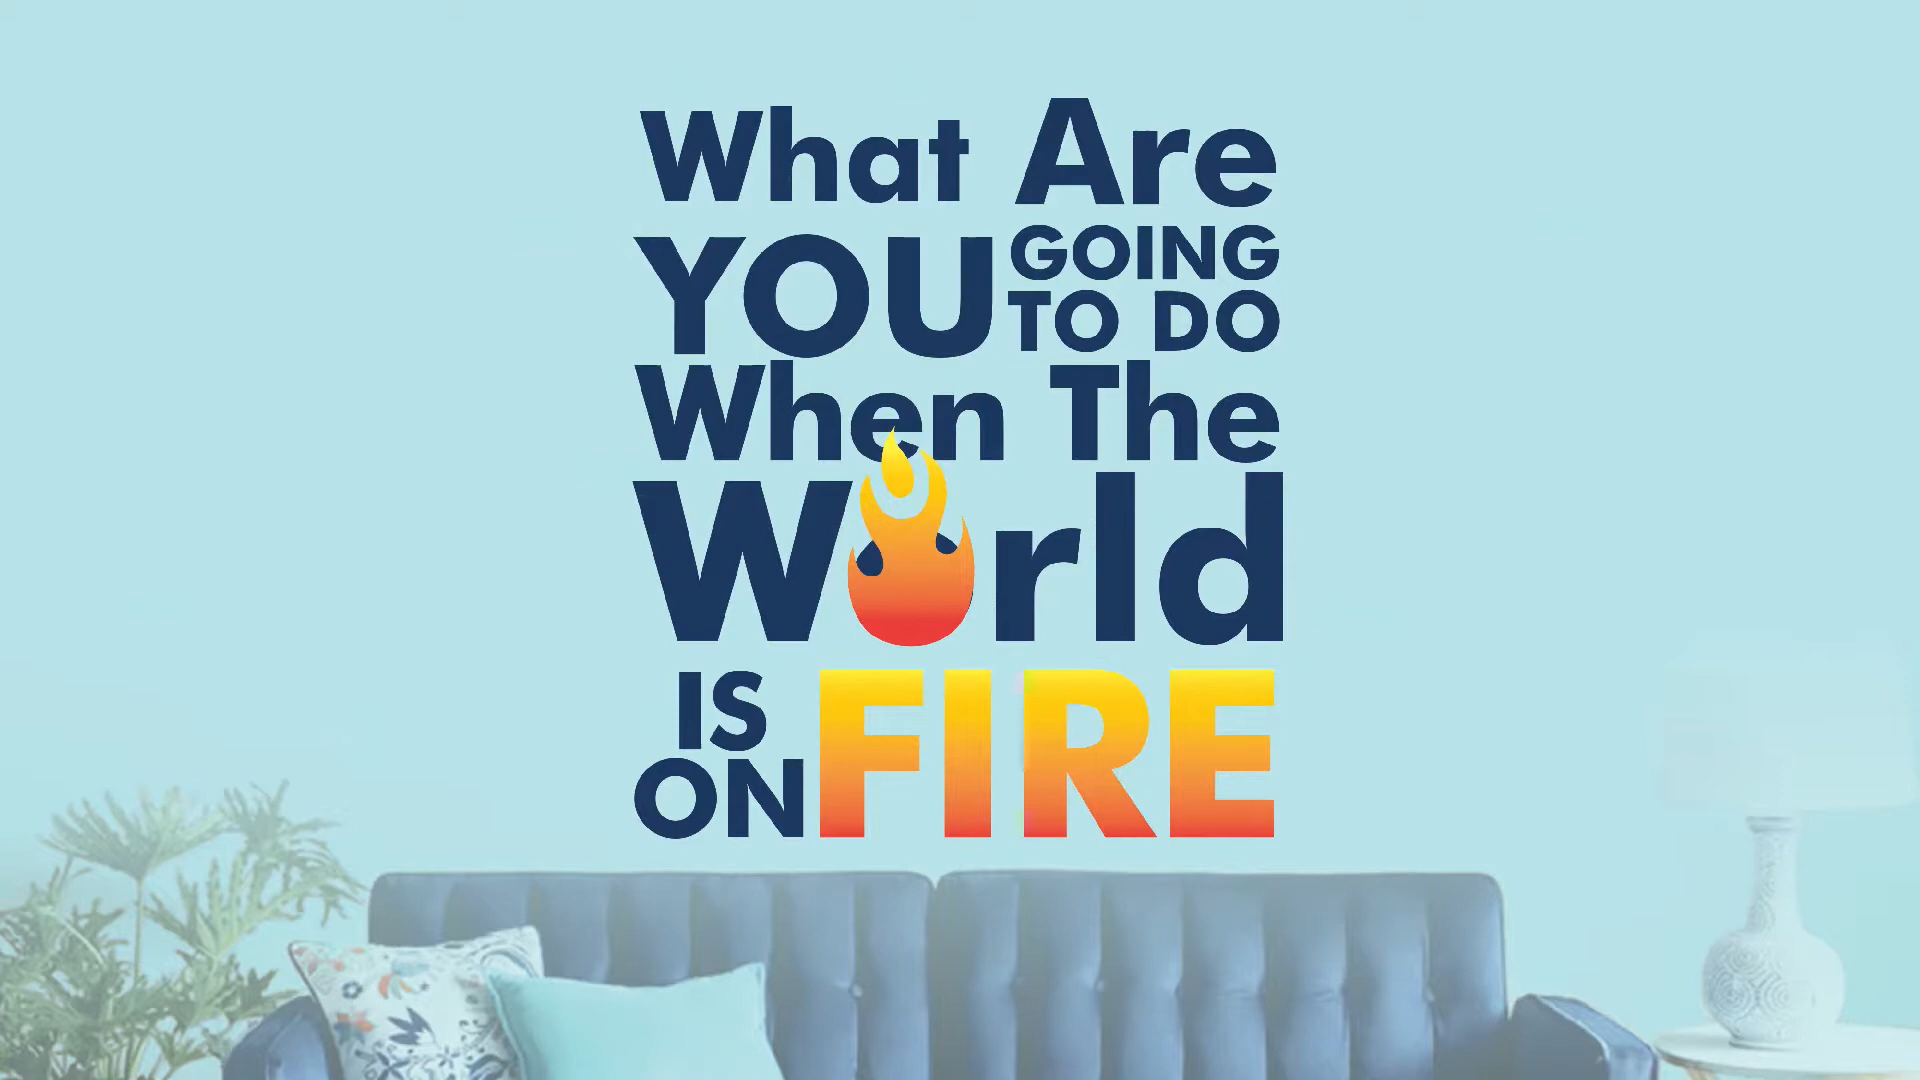 What Are
YOU GOING
TO DO
When The
World
IS
ON FIRE